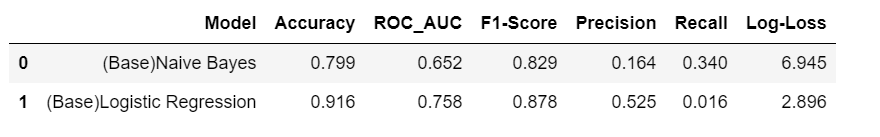 Model Accuracy ROC_AUC F1-Score Precision Recall Log-Loss
0 (Base)Naive Bayes 0.799 0.652 0.829 0.164 0.340 6.945
1 (Base)Logistic Regression 0.916 0.758 0.878 0.525 0.016 2.896